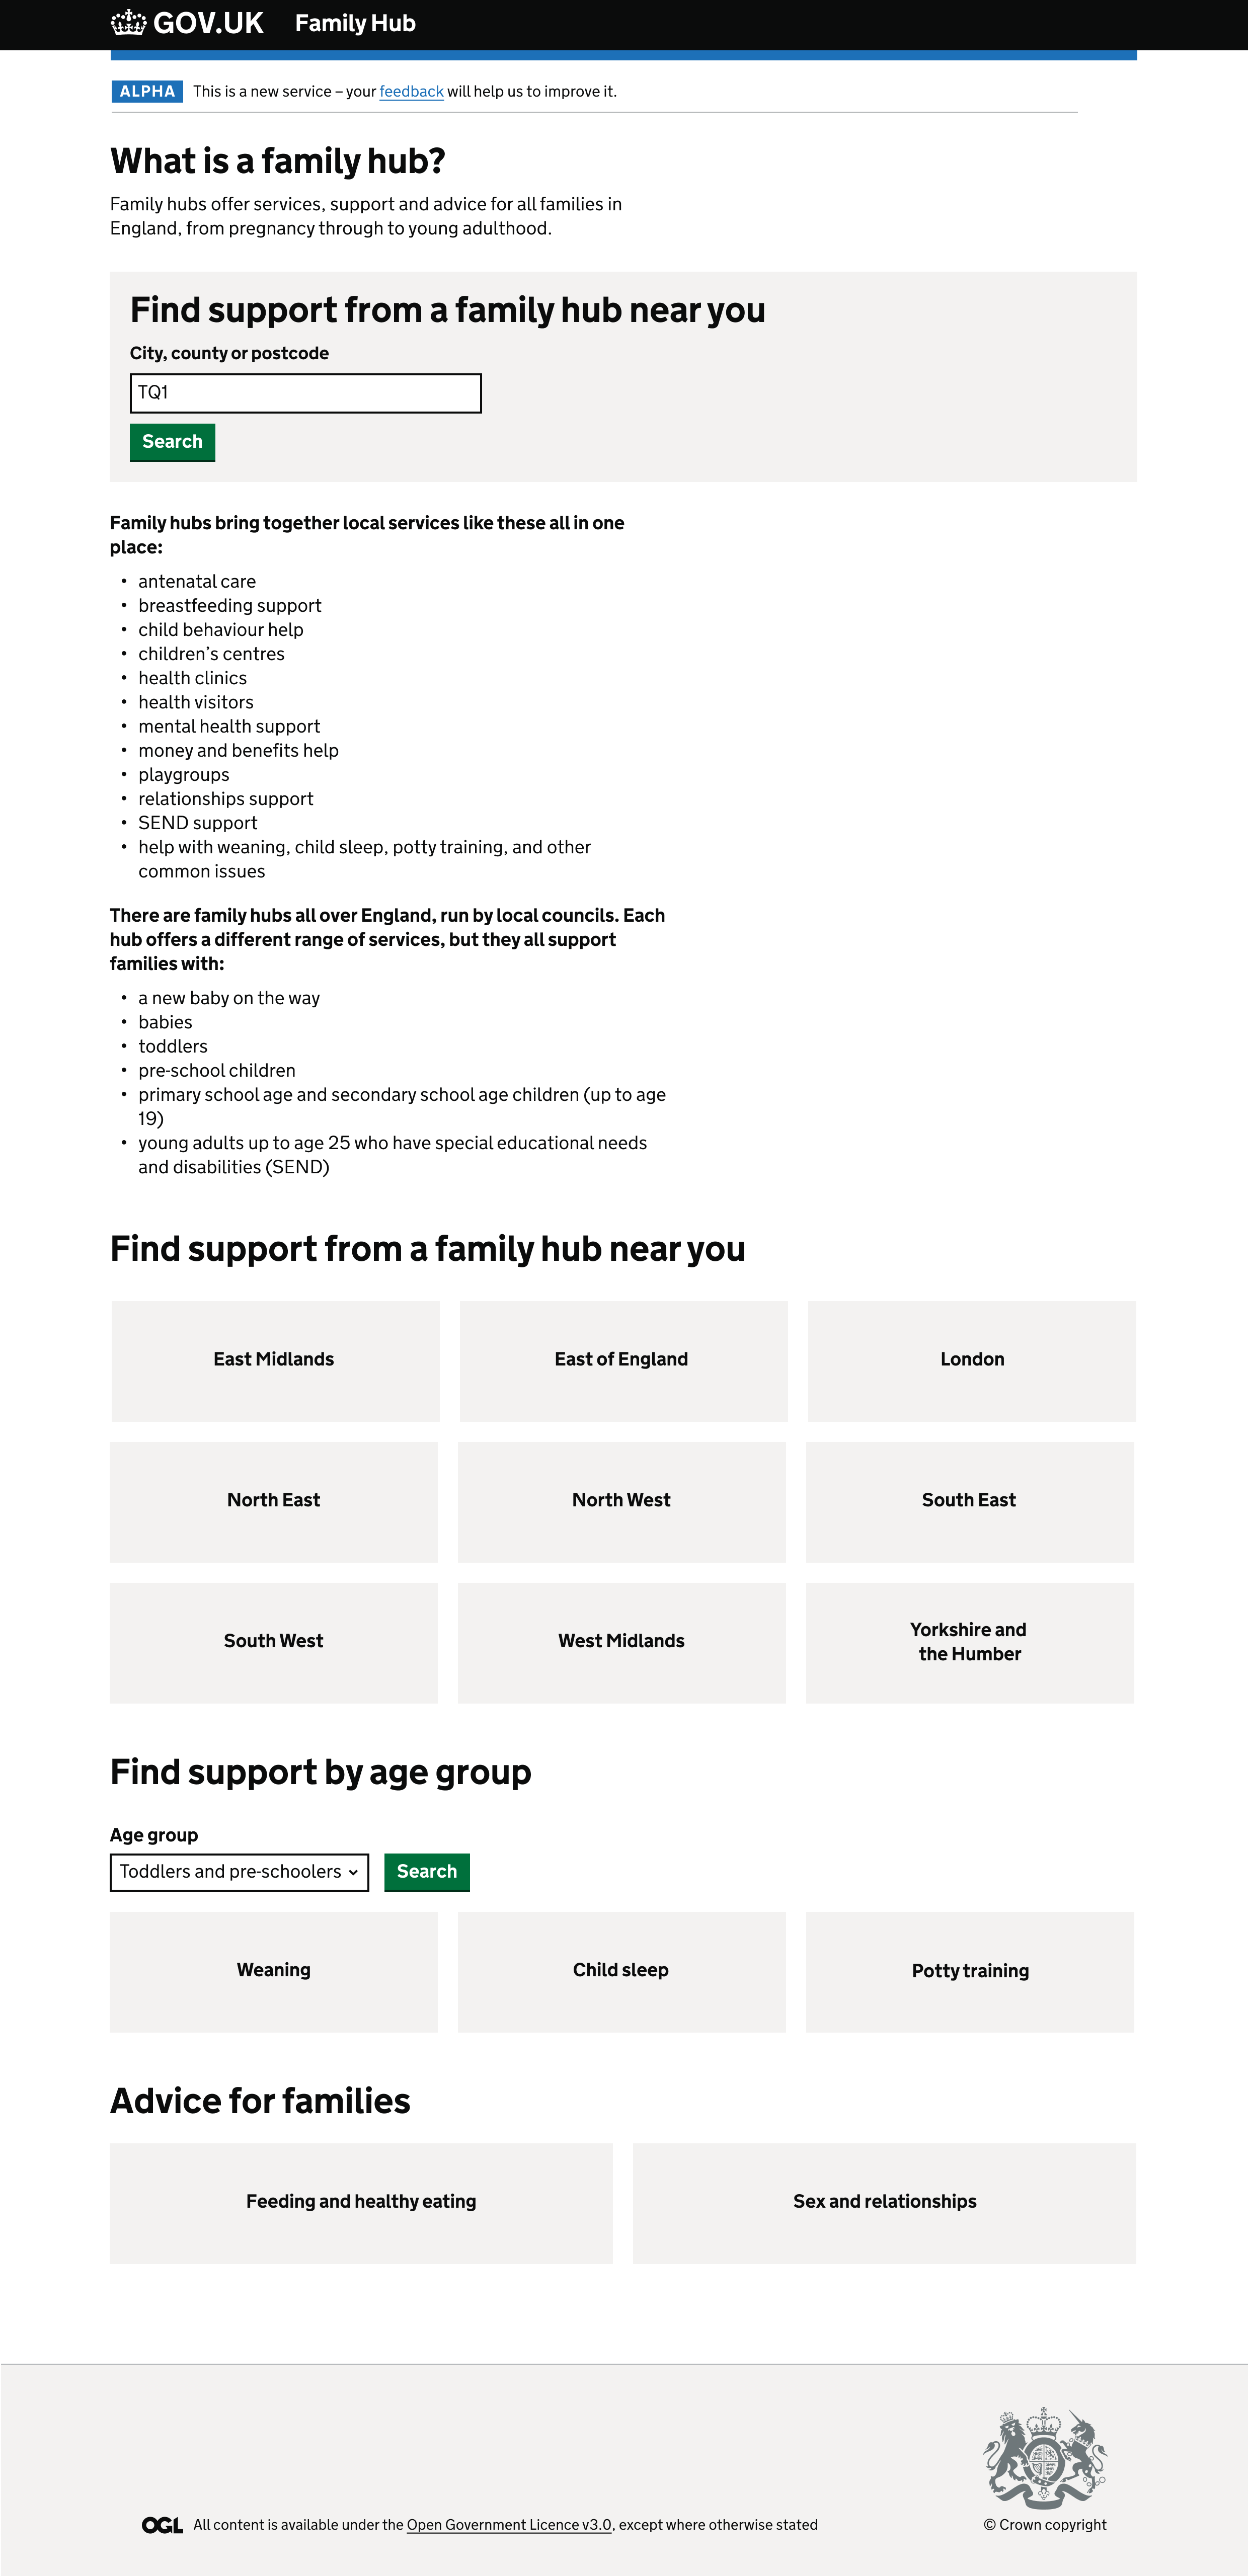 GOV.UK Family Hub
ALPHA This is a new service – your feedback will help us to improve it.
What is a family hub?
Family hubs offer services, support and advice for all families in
England, from pregnancy through to young adulthood.
Find support from a family hub near you
City, county or postcode
TQ1
Search
Family hubs bring together local services like these all in one
place:
• antenatal care
• breastfeeding support
• child behaviour help
• children’s centres
• health clinics
• health visitors
• mental health support
• money and benefits help
• playgroups
• relationships support
• SEND support
• help with weaning, child sleep, potty training, and other
common issues
There are family hubs all over England, run by local councils. Each
hub offers a different range of services, but they all support
families with:
• a new baby on the way
• babies
• toddlers
• pre-school children
• primary school age and secondary school age children (up to age
19)
• young adults up to age 25 who have special educational needs
and disabilities (SEND)
Find support from a family hub near you
East Midlands
East of England
London
North East
North West
South East
South West
West Midlands
Yorkshire and
the Humber
Find support by age group
Age group
Toddlers and pre-schoolers
Search
Weaning
Child sleep
Potty training
Advice for families
Feeding and healthy eating
Sex and relationships
OGL All content is available under the Open Government Licence v3.0, except where otherwise stated
© Crown copyright